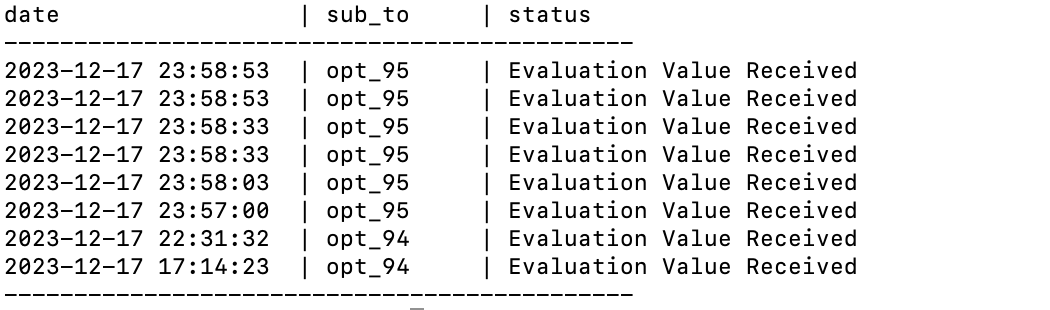 date                 | sub_to     | status
---------------------------------------------
2023-12-17 23:58:53  | opt_95     | Evaluation Value Received
2023-12-17 23:58:53  | opt_95     | Evaluation Value Received
2023-12-17 23:58:33  | opt_95     | Evaluation Value Received
2023-12-17 23:58:33  | opt_95     | Evaluation Value Received
2023-12-17 23:58:03  | opt_95     | Evaluation Value Received
2023-12-17 23:57:00  | opt_95     | Evaluation Value Received
2023-12-17 22:31:32  | opt_94     | Evaluation Value Received
2023-12-17 17:14:23  | opt_94     | Evaluation Value Received
---------------------------------------------